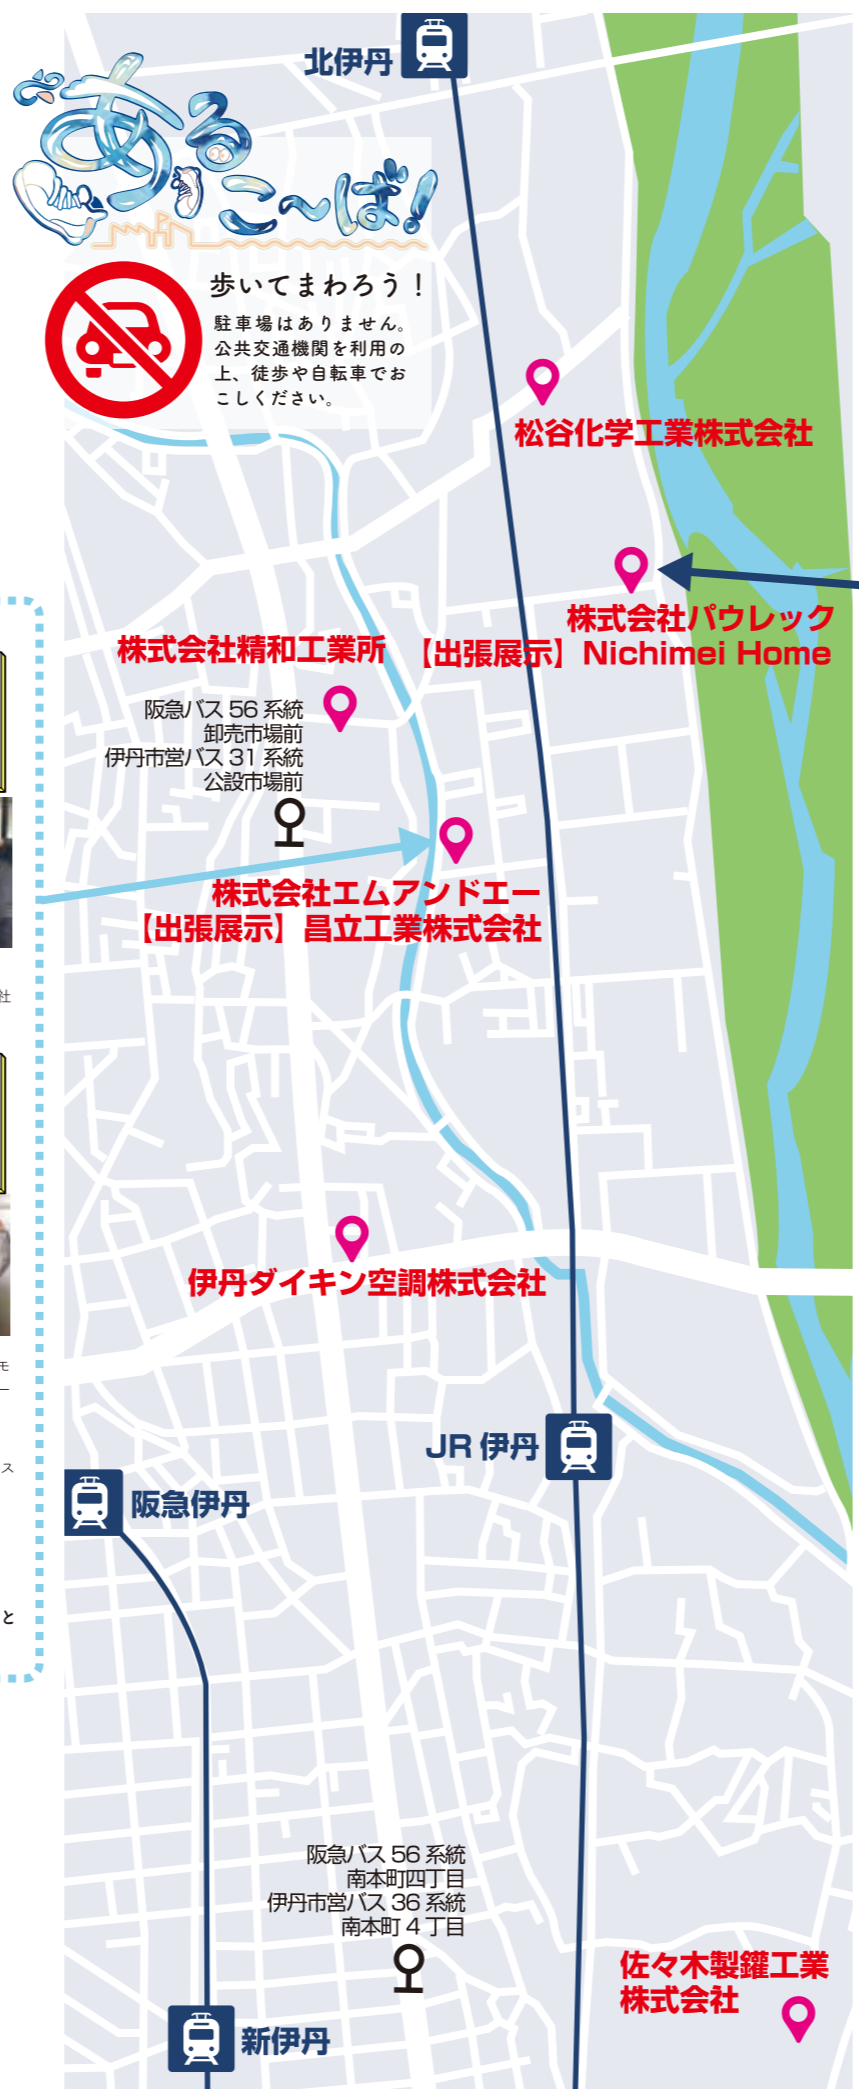 北伊丹
あるこ〜ば!
歩いてまわろう！
駐車場はありません。
公共交通機関を利用の
上、徒歩や自転車でお
こしください。
松谷化学工業株式会社
株式会社パウレック
【出張展示】Nichimei Home
株式会社精和工業所
阪急バス 56 系統
卸売市場前
伊丹市営バス 31 系統
公設市場前
株式会社エムアンドエー
【出張展示】昌立工業株式会社
社
伊丹ダイキン空調株式会社
モ
ー
JR 伊丹
ス
阪急伊丹
と
阪急バス 56 系統
南本町四丁目
伊丹市営バス 36 系統
南本町 4 丁目
佐々木製鑵工業
株式会社
新伊丹